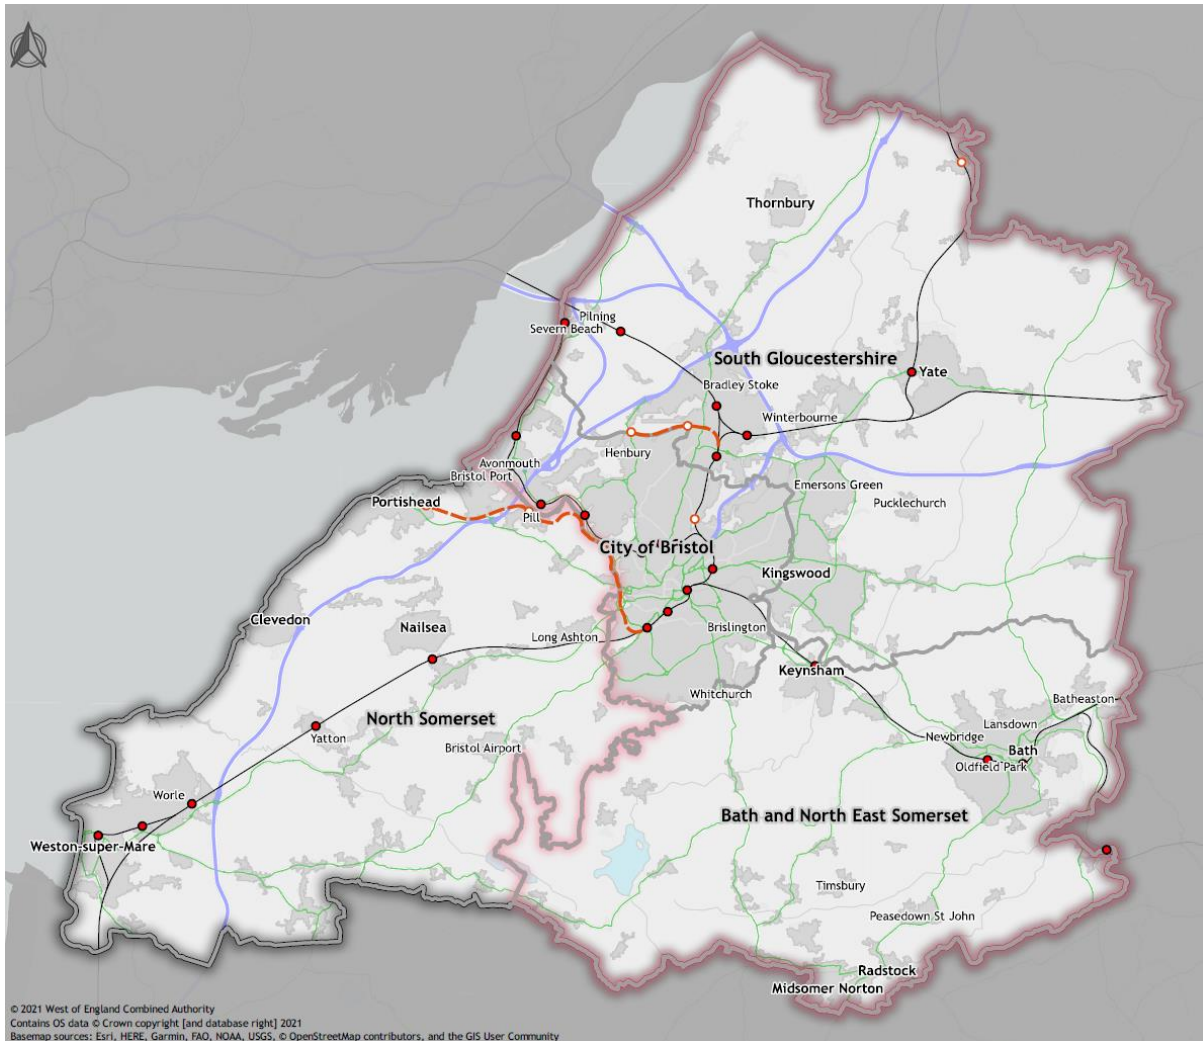 Thornbury
Pilning
Severn Beach
South Gloucestershire
Yate
Bradley Stoke
Winterbourne
Henbury
Avonmouth
Bristol Port
Emersons Green
Portishead
Pucklechurch
Pill
City of Bristol
Kingswood
Clevedon
Nailsea
Long Ashton
Brislington
Keynsham
Whitchurch
Batheaston
North Somerset
Lansdown
Yatton
Bristol Airport
Newbridge
Bath
Oldfield Park
Worle
Bath and North East Somerset
Weston-super-Mare
Timsbury
Peasedown St John
Radstock
Midsomer Norton
© 2021 West of England Combined Authority
Contains OS data © Crown copyright [and database right] 2021
Basemap sources: Esri, HERE, Garmin, FAO, NOAA, USGS, © OpenStreetMap contributors, and the GIS User Community